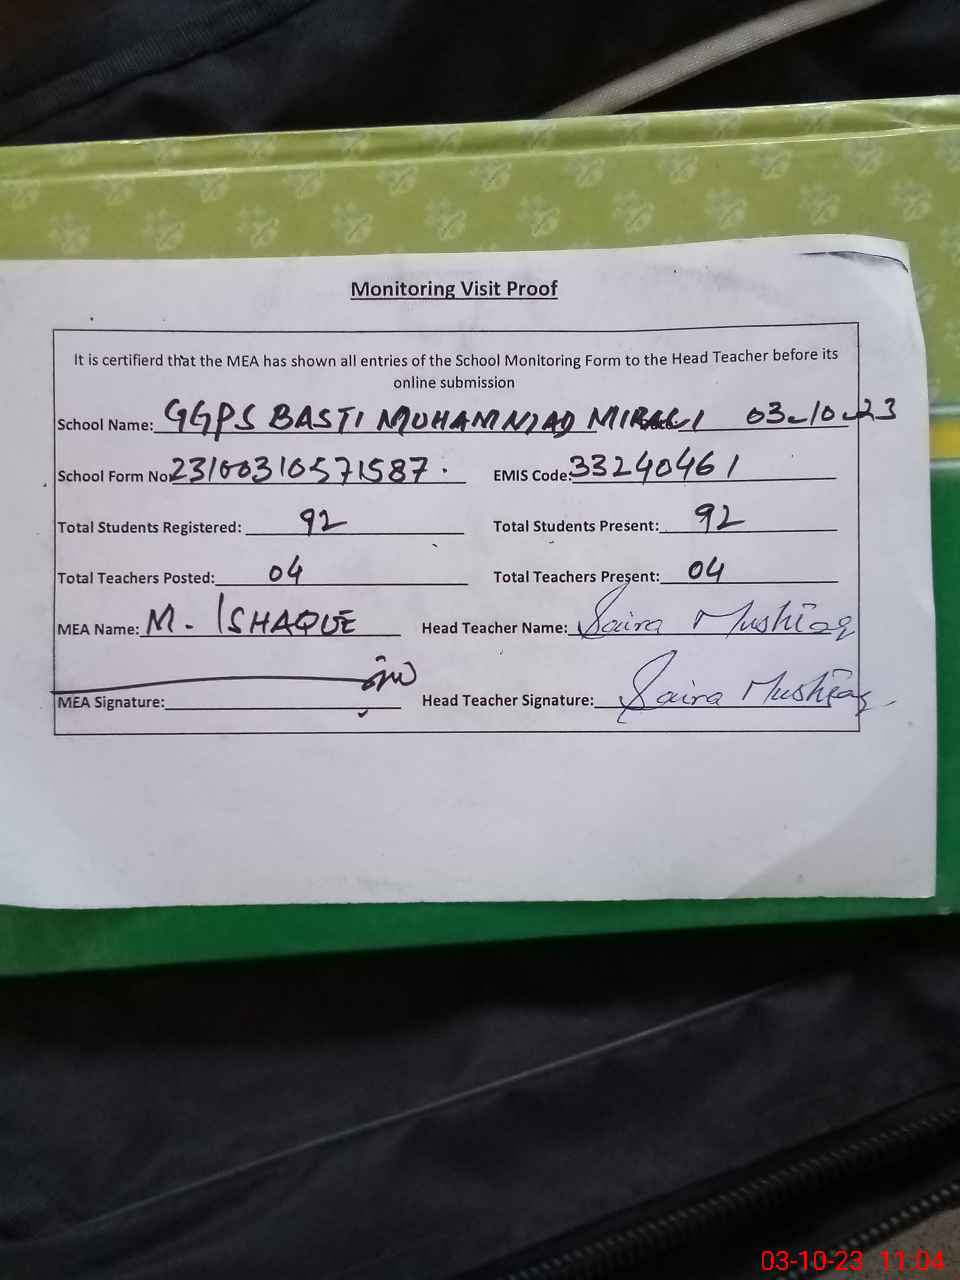 Monitoring Visit Proof
It is certifierd that the MEA has shown all entries of the School Monitoring Form to the Head Teacher before its
online submission
School Name: GGPS BASTI MUHAMMAD 03-10-23
School Form No 23100310571587. EMIS Code: 33240461
Total Students Registered: 92 Total Students Present: 92
Total Teachers Posted: 04 Total Teachers Present: 04
MEA Name: M. ISHAQUE Head Teacher Name: Saira Mushtaq
MEA Signature: Head Teacher Signature: Saira Mushtaq
03-10-23 11:04